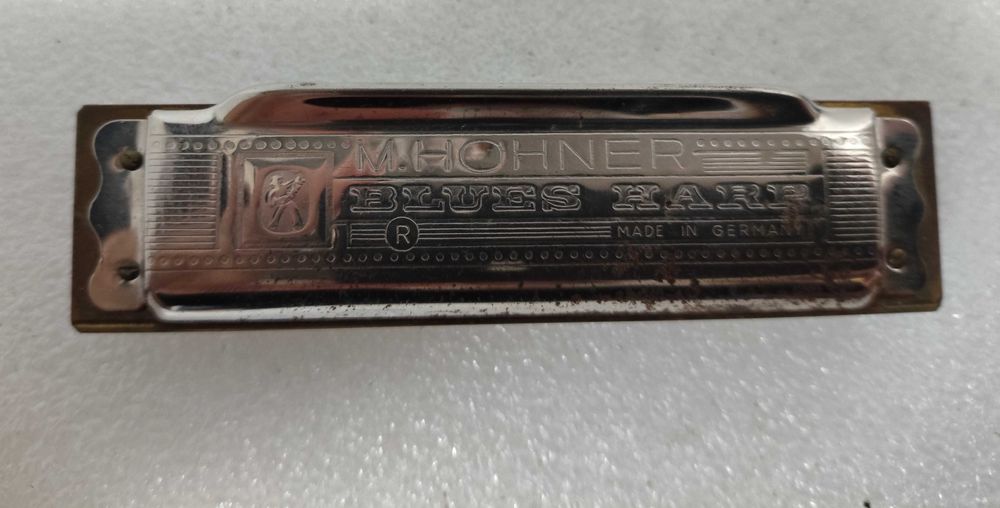 M. HOHNER
BLUES HARP
®
MADE IN GERMANY